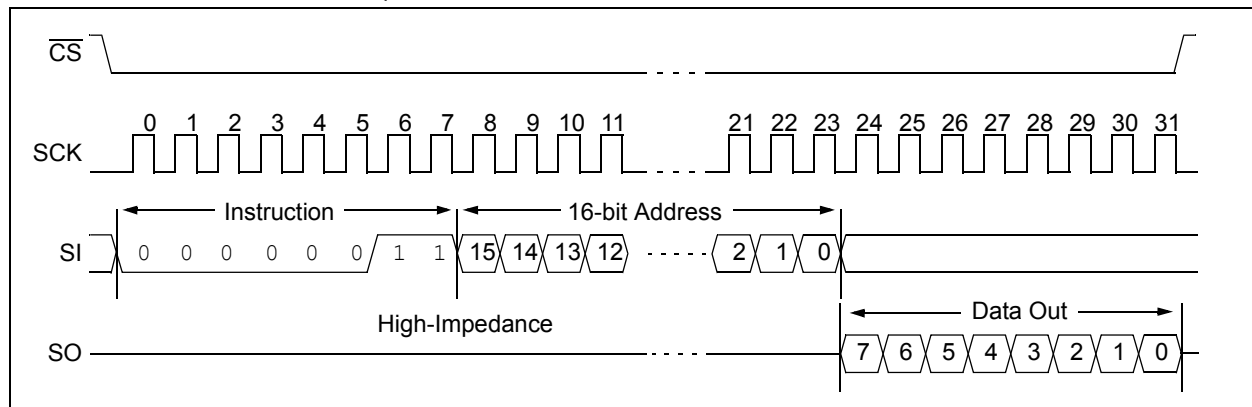 CS
0 1 2 3 4 5 6 7 8 9 10 11 21 22 23 24 25 26 27 28 29 30 31
SCK
Instruction 16-bit Address
SI 0 0 0 0 0 0 1 1 15 14 13 12 2 1 0
High-Impedance Data Out
SO 7 6 5 4 3 2 1 0